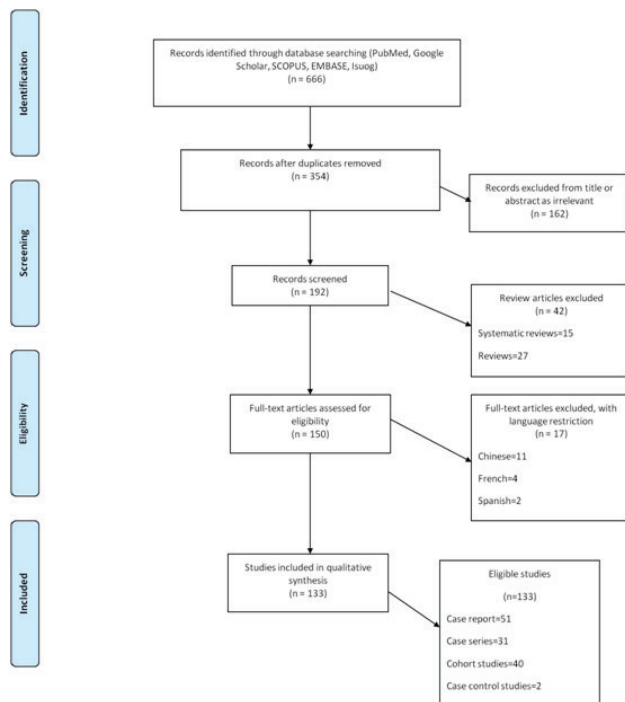 Identification
Records identified through database searching (PubMed, Google
Scholar, SCOPUS, EMBASE, Isuog)
(n = 666)
Records after duplicates removed
(n = 354)
Records excluded from title or
abstract as irrelevant
(n = 162)
Screening
Records screened
(n = 192)
Review articles excluded
(n = 42)
Systematic reviews=15
Reviews=27
Eligibility
Full-text articles assessed for
eligibility
(n = 150)
Full-text articles excluded, with
language restriction
(n = 17)
Chinese=11
French=4
Spanish=2
Included
Studies included in qualitative
synthesis
(n = 133)
Eligible studies
(n=133)
Case report=51
Case series=31
Cohort studies=40
Case control studies=2